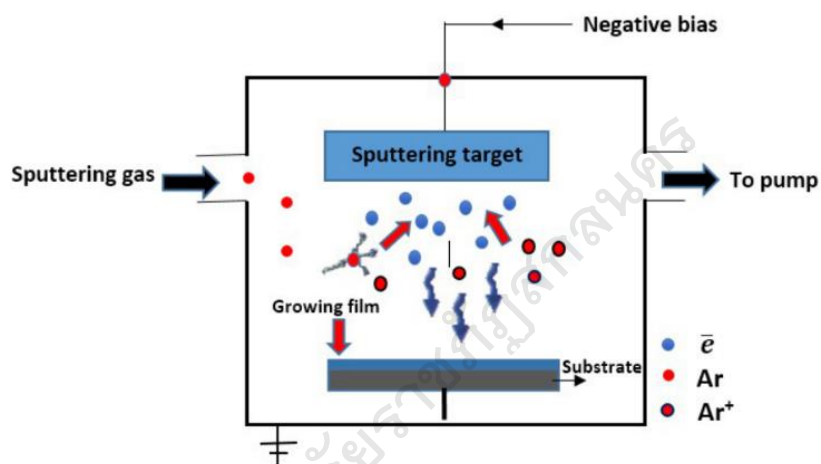 Negative bias
Sputtering target
Sputtering gas
To pump
Growing film
Substrate
ē
Ar
Ar⁺